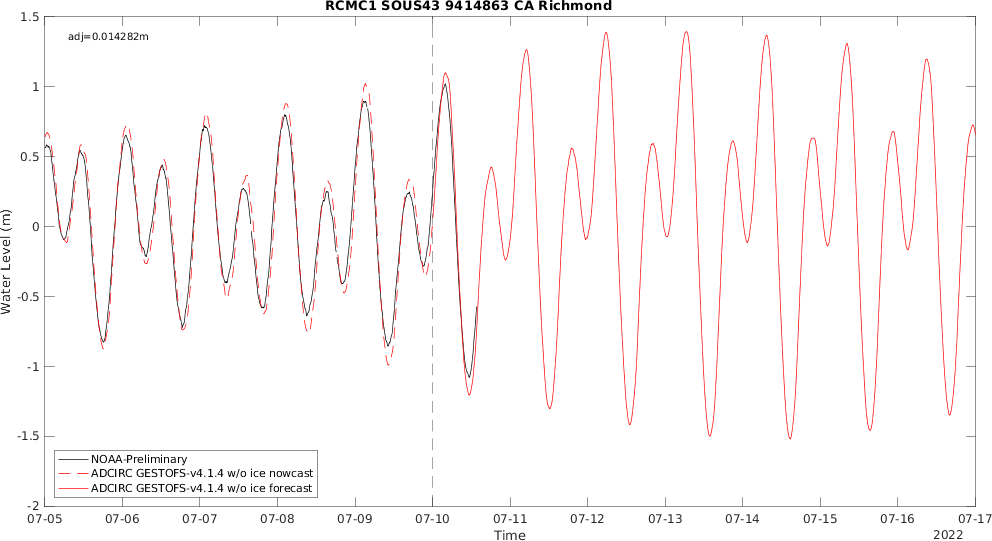 RCMC1 SOUS43 9414863 CA Richmond
adj=0.014282m
1.5
1
0.5
0
-0.5
-1
-1.5
-2
Water Level (m)
NOAA-Preliminary
ADCIRC GESTOFS-v4.1.4 w/o ice nowcast
ADCIRC GESTOFS-v4.1.4 w/o ice forecast
07-05 07-06 07-07 07-08 07-09 07-10 07-11 07-12 07-13 07-14 07-15 07-16 07-17
Time
2022